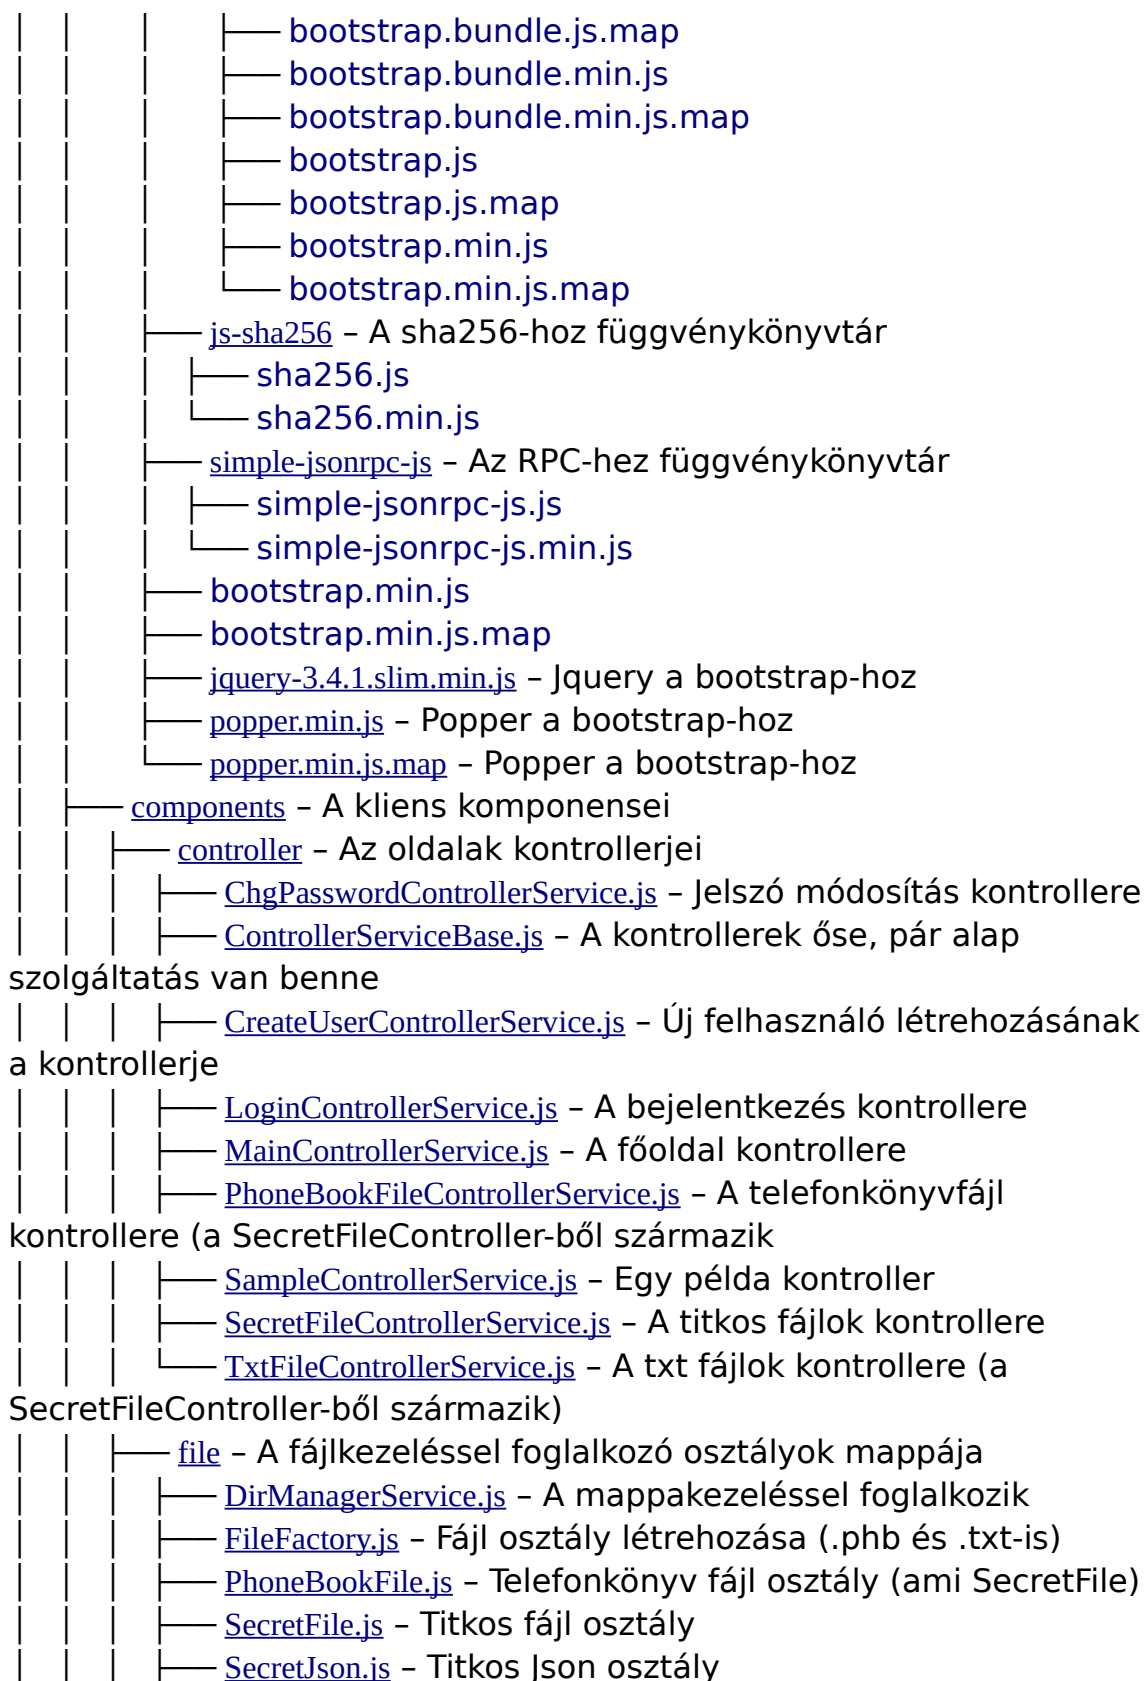 │ │ │ ├── bootstrap.bundle.js.map
│ │ │ ├── bootstrap.bundle.min.js
│ │ │ ├── bootstrap.bundle.min.js.map
│ │ │ ├── bootstrap.js
│ │ │ ├── bootstrap.js.map
│ │ │ ├── bootstrap.min.js
│ │ │ └── bootstrap.min.js.map
│ │ ├── js-sha256 – A sha256-hoz függvénykönyvtár
│ │ │ ├── sha256.js
│ │ │ └── sha256.min.js
│ │ ├── simple-jsonrpc-js – Az RPC-hez függvénykönyvtár
│ │ │ ├── simple-jsonrpc-js.js
│ │ │ └── simple-jsonrpc-js.min.js
│ │ ├── bootstrap.min.js
│ │ ├── bootstrap.min.js.map
│ │ ├── jquery-3.4.1.slim.min.js – Jquery a bootstrap-hoz
│ │ ├── popper.min.js – Popper a bootstrap-hoz
│ │ └── popper.min.js.map – Popper a bootstrap-hoz
│ ├── components – A kliens komponensei
│ │ ├── controller – Az oldalak kontrollerjei
│ │ │ ├── ChgPasswordControllerService.js – Jelszó módosítás kontrollere
│ │ │ ├── ControllerServiceBase.js – A kontrollerek őse, pár alap
szolgáltatás van benne
│ │ │ ├── CreateUserControllerService.js – Új felhasználó létrehozásának
a kontrollerje
│ │ │ ├── LoginControllerService.js – A bejelentkezés kontrollere
│ │ │ ├── MainControllerService.js – A főoldal kontrollere
│ │ │ ├── PhoneBookFileControllerService.js – A telefonkönyvfájl
kontrollere (a SecretFileController-ből származik
│ │ │ ├── SampleControllerService.js – Egy példa kontroller
│ │ │ ├── SecretFileControllerService.js – A titkos fájlok kontrollere
│ │ │ └── TxtFileControllerService.js – A txt fájlok kontrollere (a
SecretFileController-ből származik)
│ │ ├── file – A fájlkezeléssel foglalkozó osztályok mappája
│ │ │ ├── DirManagerService.js – A mappakezeléssel foglalkozik
│ │ │ ├── FileFactory.js – Fájl osztály létrehozása (.phb és .txt-is)
│ │ │ ├── PhoneBookFile.js – Telefonkönyv fájl osztály (ami SecretFile)
│ │ │ ├── SecretFile.js – Titkos fájl osztály
│ │ │ ├── SecretJson.js – Titkos Json osztály